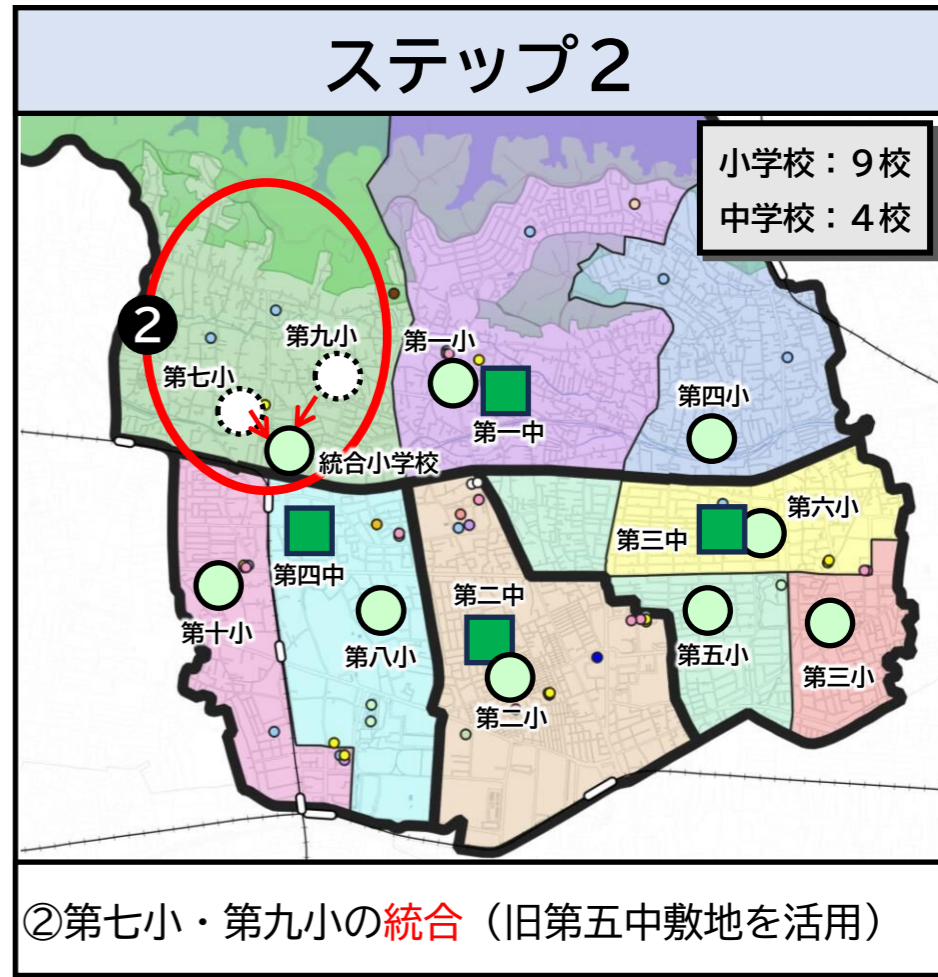 ステップ2
小学校:9校
中学校:4校
2
第九小
第一小
第七小
第四小
第一中
統合小学校
第六小
第三中
第四中
第二中
第十小
第八小
第五小
第三小
第二小
②第七小・第九小の統合(旧第五中敷地を活用)